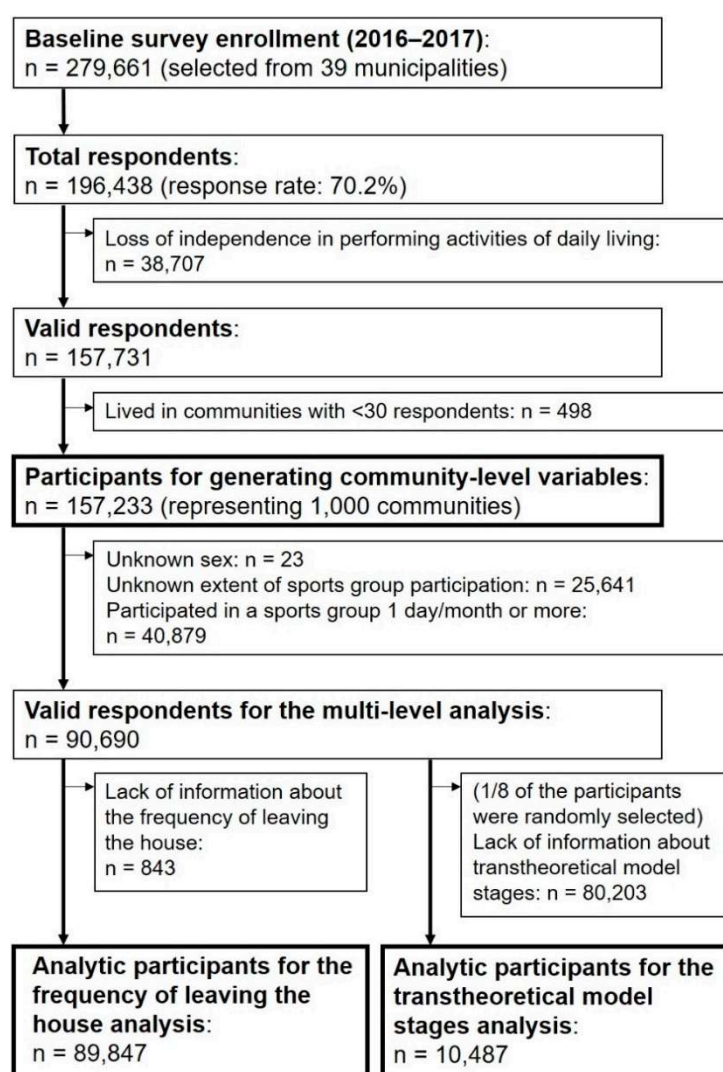 Baseline survey enrollment (2016–2017):
n = 279,661 (selected from 39 municipalities)
Total respondents:
n = 196,438 (response rate: 70.2%)
Loss of independence in performing activities of daily living:
n = 38,707
Valid respondents:
n = 157,731
Lived in communities with <30 respondents: n = 498
Participants for generating community-level variables:
n = 157,233 (representing 1,000 communities)
Unknown sex: n = 23
Unknown extent of sports group participation: n = 25,641
Participated in a sports group 1 day/month or more:
n = 40,879
Valid respondents for the multi-level analysis:
n = 90,690
Lack of information about
the frequency of leaving
the house:
n = 843
(1/8 of the participants
were randomly selected)
Lack of information about
transtheoretical model
stages: n = 80,203
Analytic participants for the
frequency of leaving the
house analysis:
n = 89,847
Analytic participants for the
transtheoretical model
stages analysis:
n = 10,487